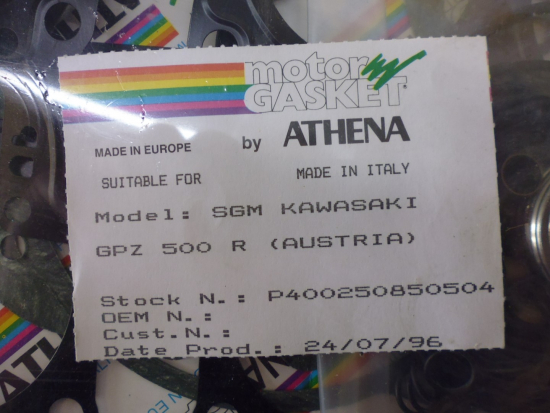 motor
GASKET®
MADE IN EUROPE by ATHENA
SUITABLE FOR MADE IN ITALY
Model: SGM KAWASAKI
GPZ 500 R (AUSTRIA)
Stock N.: P400250850504
OEM N.:
Cust.N.:
Date Prod.: 24/07/96